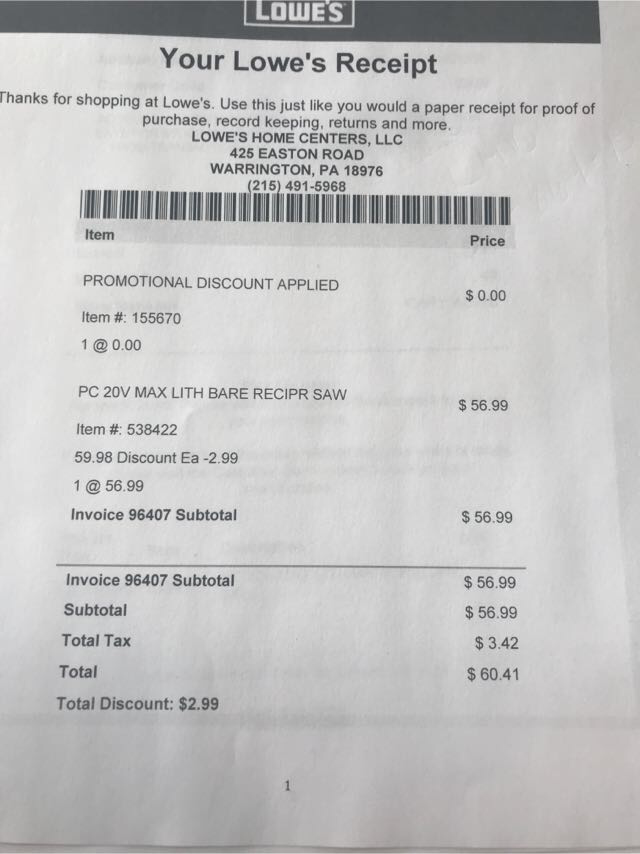 LOWE'S
Your Lowe's Receipt
Thanks for shopping at Lowe's. Use this just like you would a paper receipt for proof of
purchase, record keeping, returns and more.
LOWE'S HOME CENTERS, LLC
425 EASTON ROAD
WARRINGTON, PA 18976
(215) 491-5968
Item Price
PROMOTIONAL DISCOUNT APPLIED $ 0.00
Item #: 155670
1 @ 0.00
PC 20V MAX LITH BARE RECIPR SAW $ 56.99
Item #: 538422
59.98 Discount Ea -2.99
1 @ 56.99
Invoice 96407 Subtotal $ 56.99
Invoice 96407 Subtotal $ 56.99
Subtotal $ 56.99
Total Tax $ 3.42
Total $ 60.41
Total Discount: $2.99
1